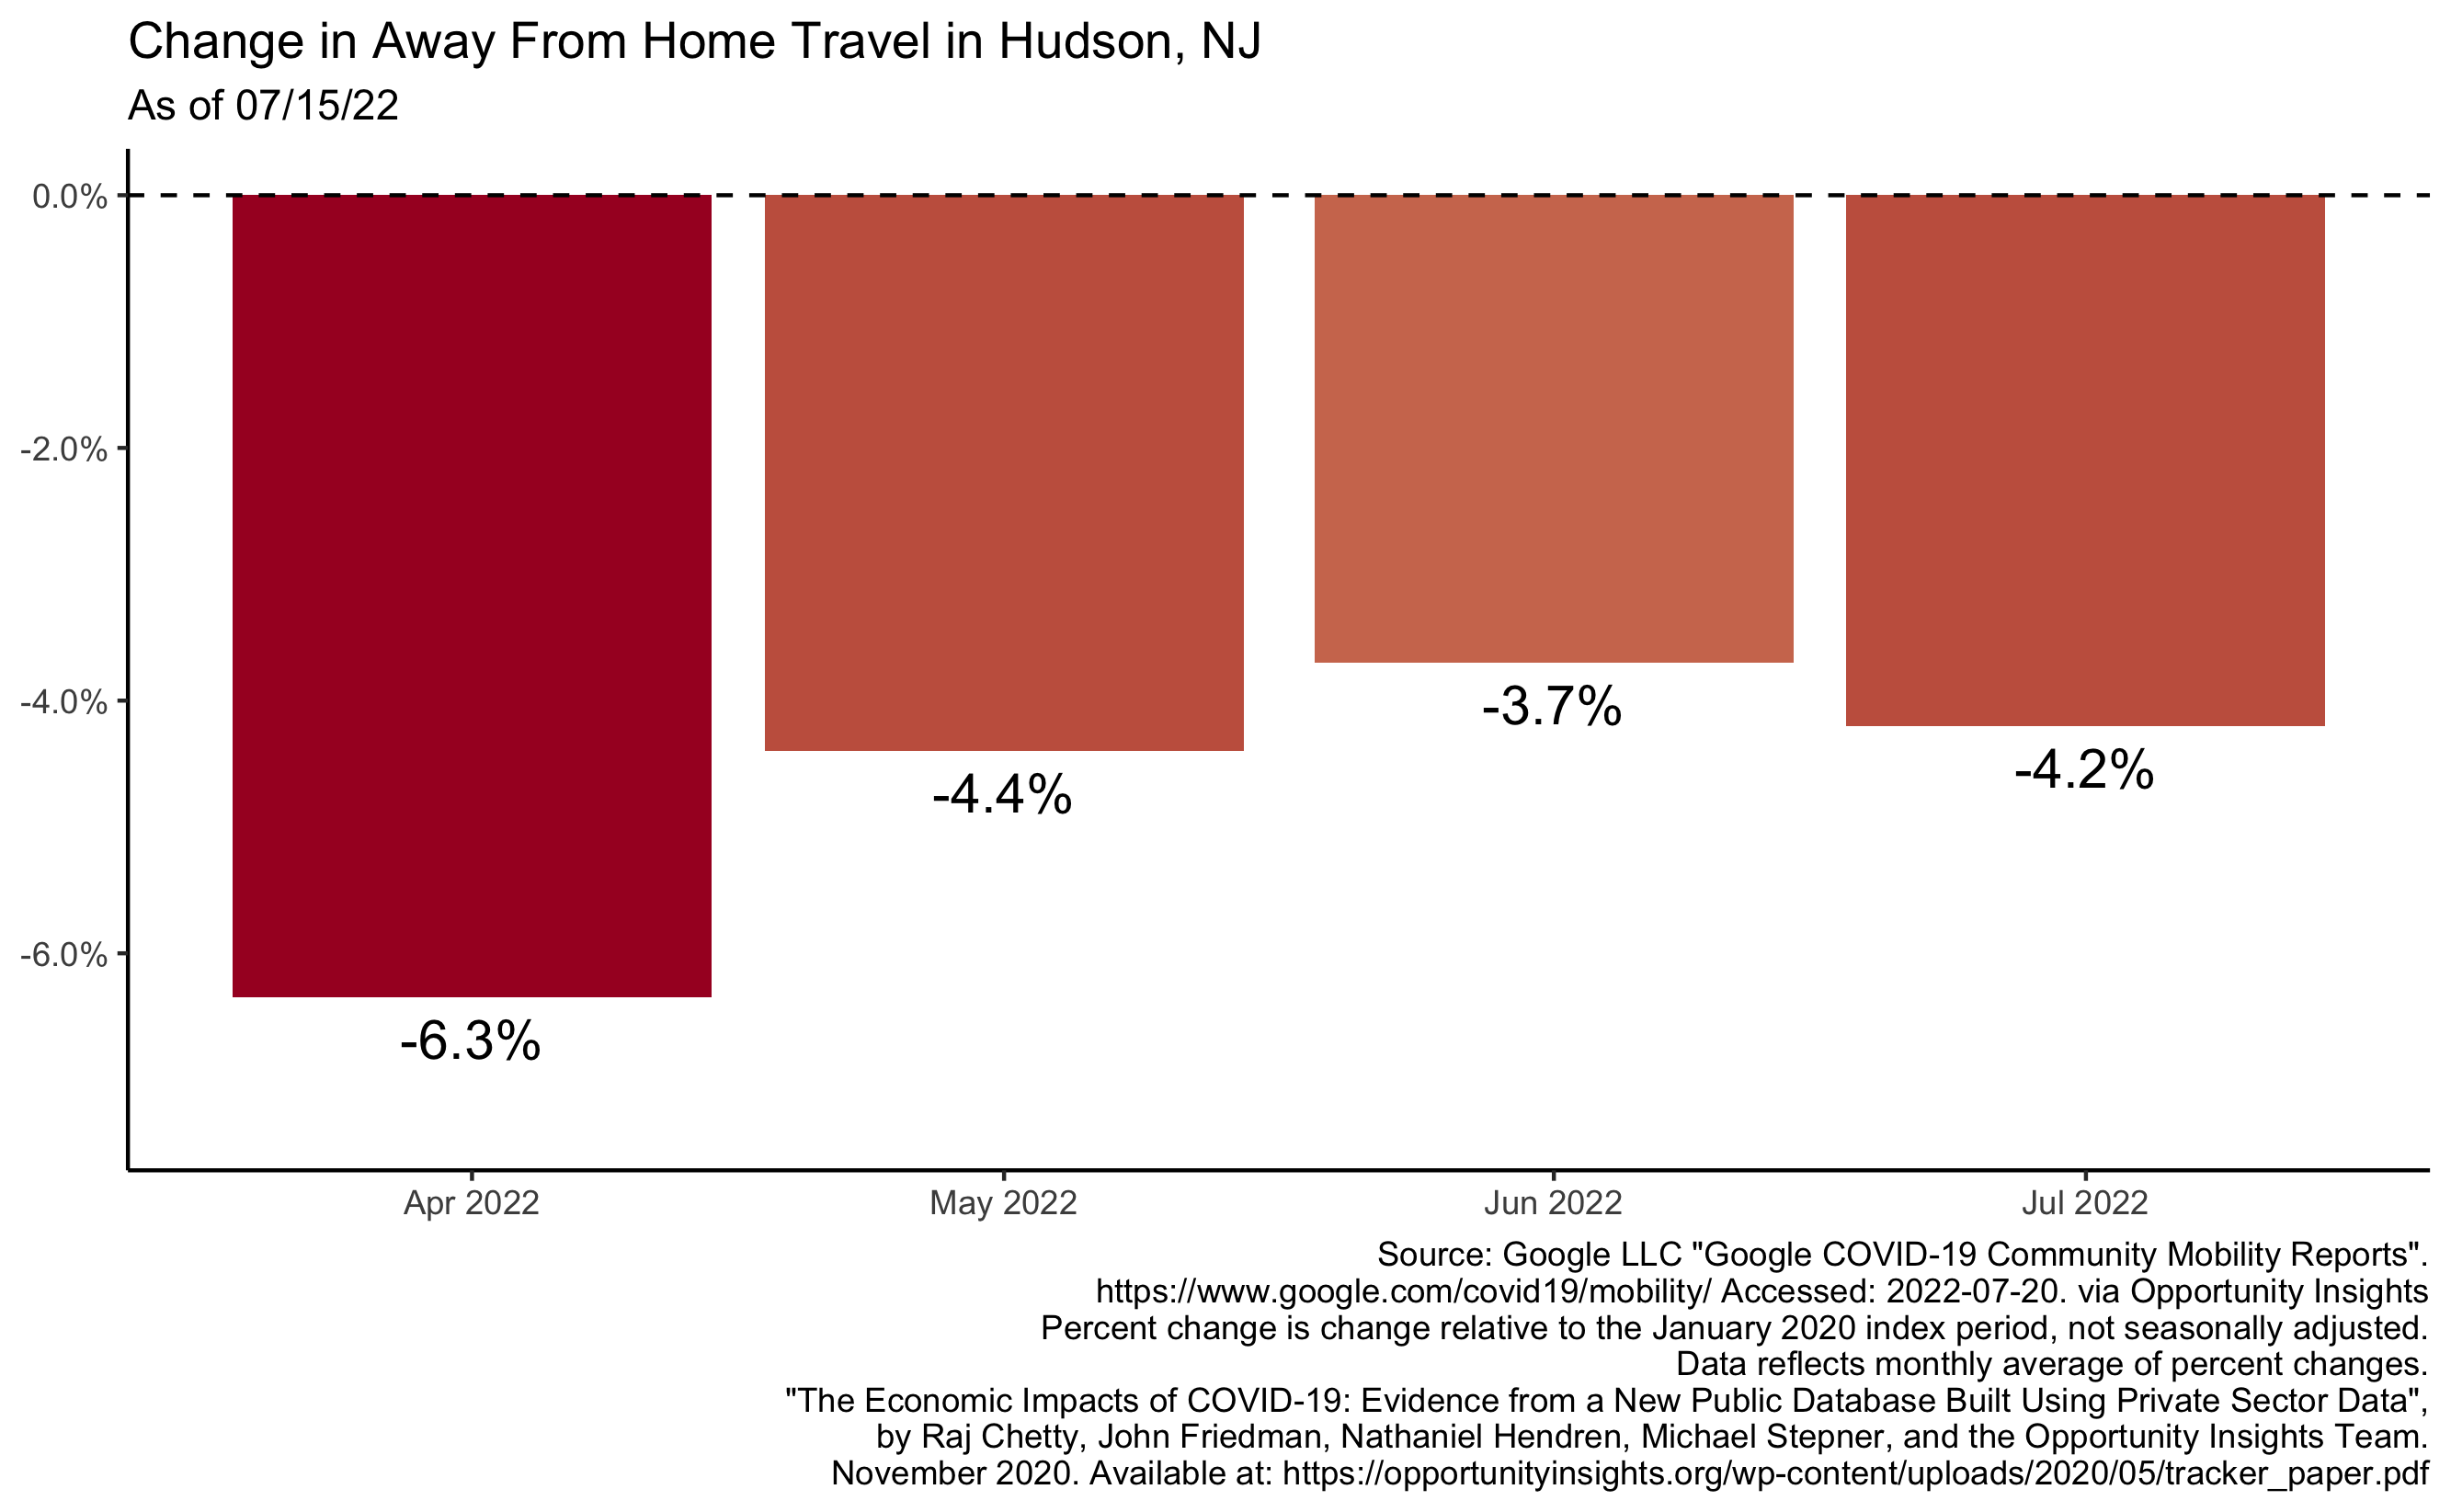 Change in Away From Home Travel in Hudson, NJ
As of 07/15/22
0.0%
-2.0%
-4.0%
-6.0%
-6.3%
-4.4%
-3.7%
-4.2%
Apr 2022
May 2022
Jun 2022
Jul 2022
Source: Google LLC "Google COVID-19 Community Mobility Reports".
https://www.google.com/covid19/mobility/ Accessed: 2022-07-20. via Opportunity Insights
Percent change is change relative to the January 2020 index period, not seasonally adjusted.
Data reflects monthly average of percent changes.
"The Economic Impacts of COVID-19: Evidence from a New Public Database Built Using Private Sector Data",
by Raj Chetty, John Friedman, Nathaniel Hendren, Michael Stepner, and the Opportunity Insights Team.
November 2020. Available at: https://opportunityinsights.org/wp-content/uploads/2020/05/tracker_paper.pdf